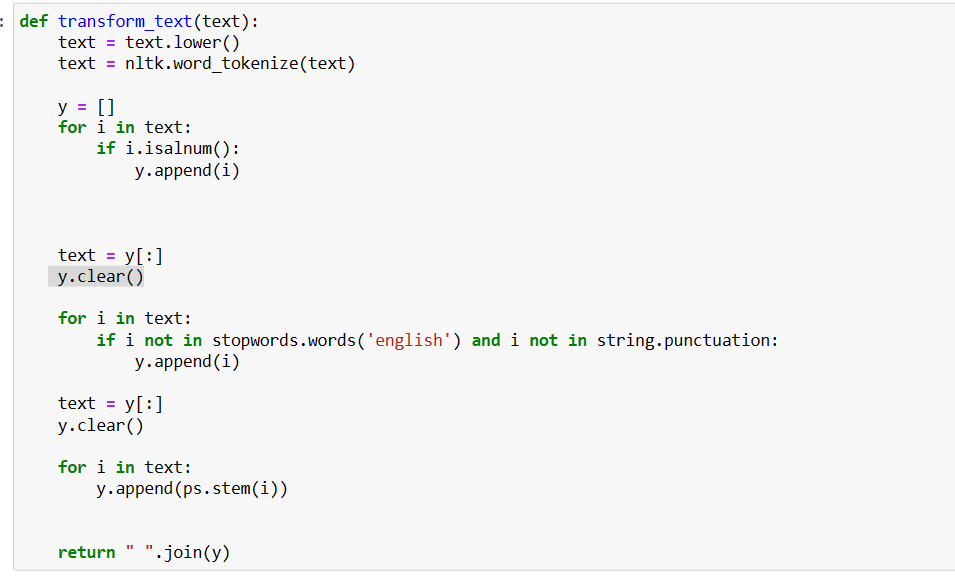 : def transform_text(text):
    text = text.lower()
    text = nltk.word_tokenize(text)

    y = []
    for i in text:
        if i.isalnum():
            y.append(i)

    text = y[:]
    y.clear()

    for i in text:
        if i not in stopwords.words('english') and i not in string.punctuation:
            y.append(i)

    text = y[:]
    y.clear()

    for i in text:
        y.append(ps.stem(i))

    return " ".join(y)